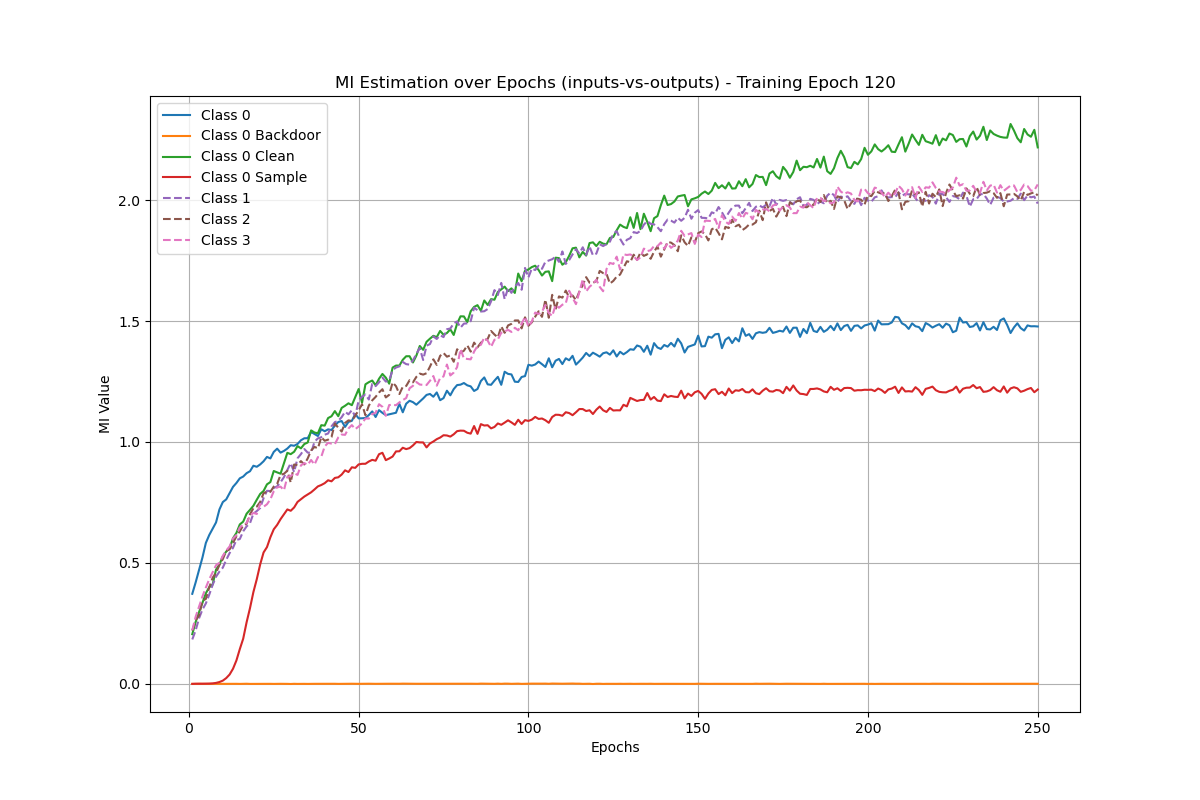 MI Estimation over Epochs (inputs-vs-outputs) - Training Epoch 120
Class 0
Class 0 Backdoor
Class 0 Clean
Class 0 Sample
Class 1
Class 2
Class 3
MI Value
2.0
1.5
1.0
0.5
0.0
0
50
100
150
200
250
Epochs